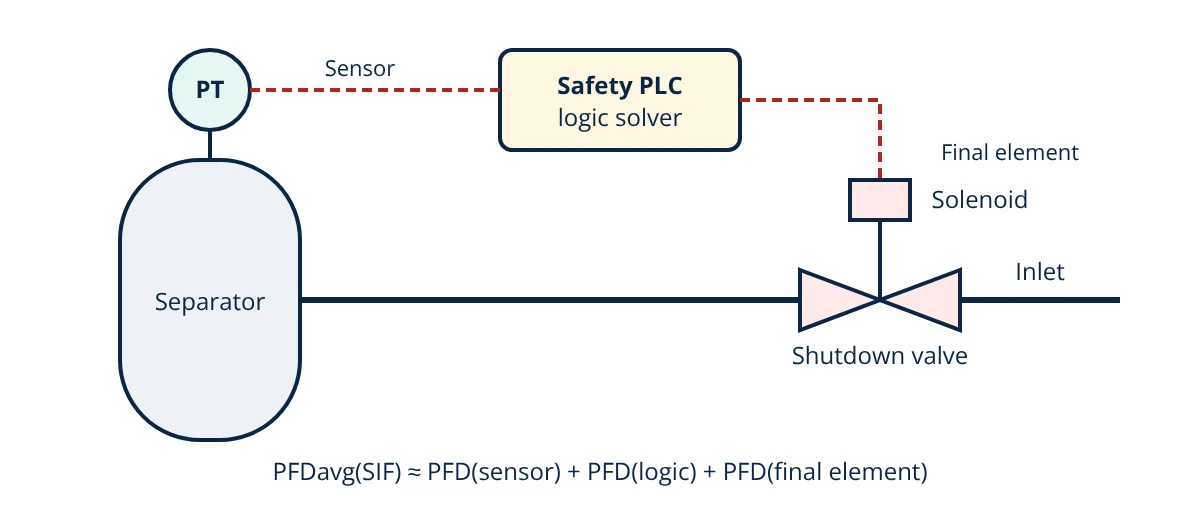 Sensor
PT
Safety PLC
logic solver
Final element
Solenoid
Inlet
Separator
Shutdown valve
PFDavg(SIF) ≈ PFD(sensor) + PFD(logic) + PFD(final element)